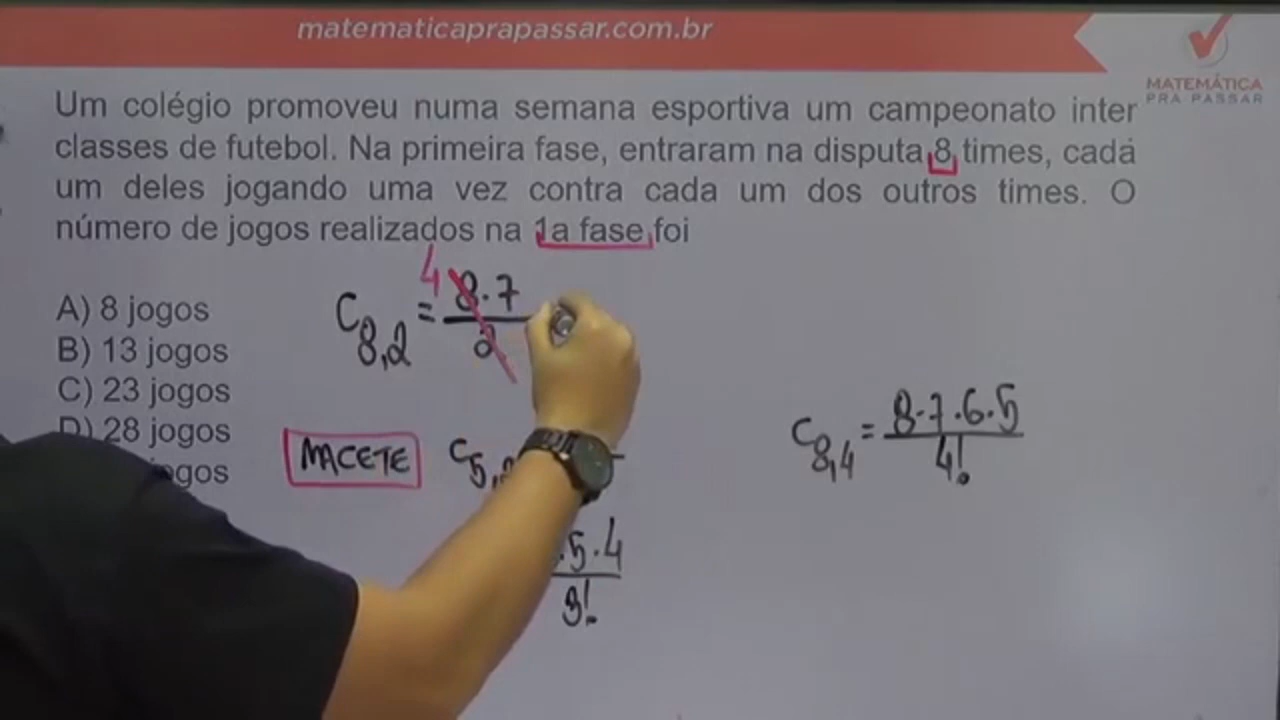 matematicaprapassar.com.br
MATEMÁTICA
PRA PASSAR
Um colégio promoveu numa semana esportiva um campeonato inter
classes de futebol. Na primeira fase, entraram na disputa 8 times, cada
um deles jogando uma vez contra cada um dos outros times. O
número de jogos realizados na 1a fase foi
A) 8 jogos
B) 13 jogos
C) 23 jogos
D) 28 jogos
jogos
C8,2 = 8.7
2
4
MACETE
C5,
.5.4
3!
C8,4 = 8.7.6.5
4!